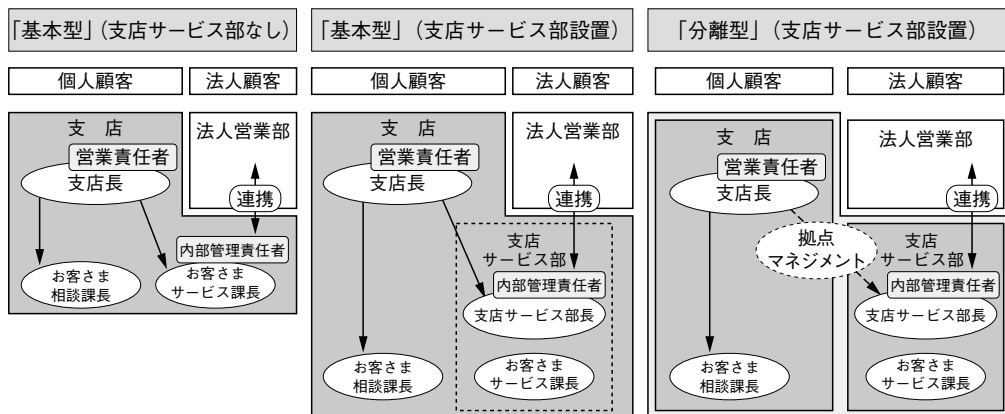 「基本型」(支店サービス部なし)
個人顧客
法人顧客
支　店
営業責任者
支店長
法人営業部
連携
内部管理責任者
お客さま
相談課長
お客さま
サービス課長
「基本型」(支店サービス部設置)
個人顧客
法人顧客
支　店
営業責任者
支店長
法人営業部
連携
支店
サービス部
内部管理責任者
支店サービス部長
お客さま
相談課長
お客さま
サービス課長
「分離型」(支店サービス部設置)
個人顧客
法人顧客
支　店
営業責任者
支店長
法人営業部
連携
拠点
マネジメント
支店
サービス部
内部管理責任者
支店サービス部長
お客さま
相談課長
お客さま
サービス課長